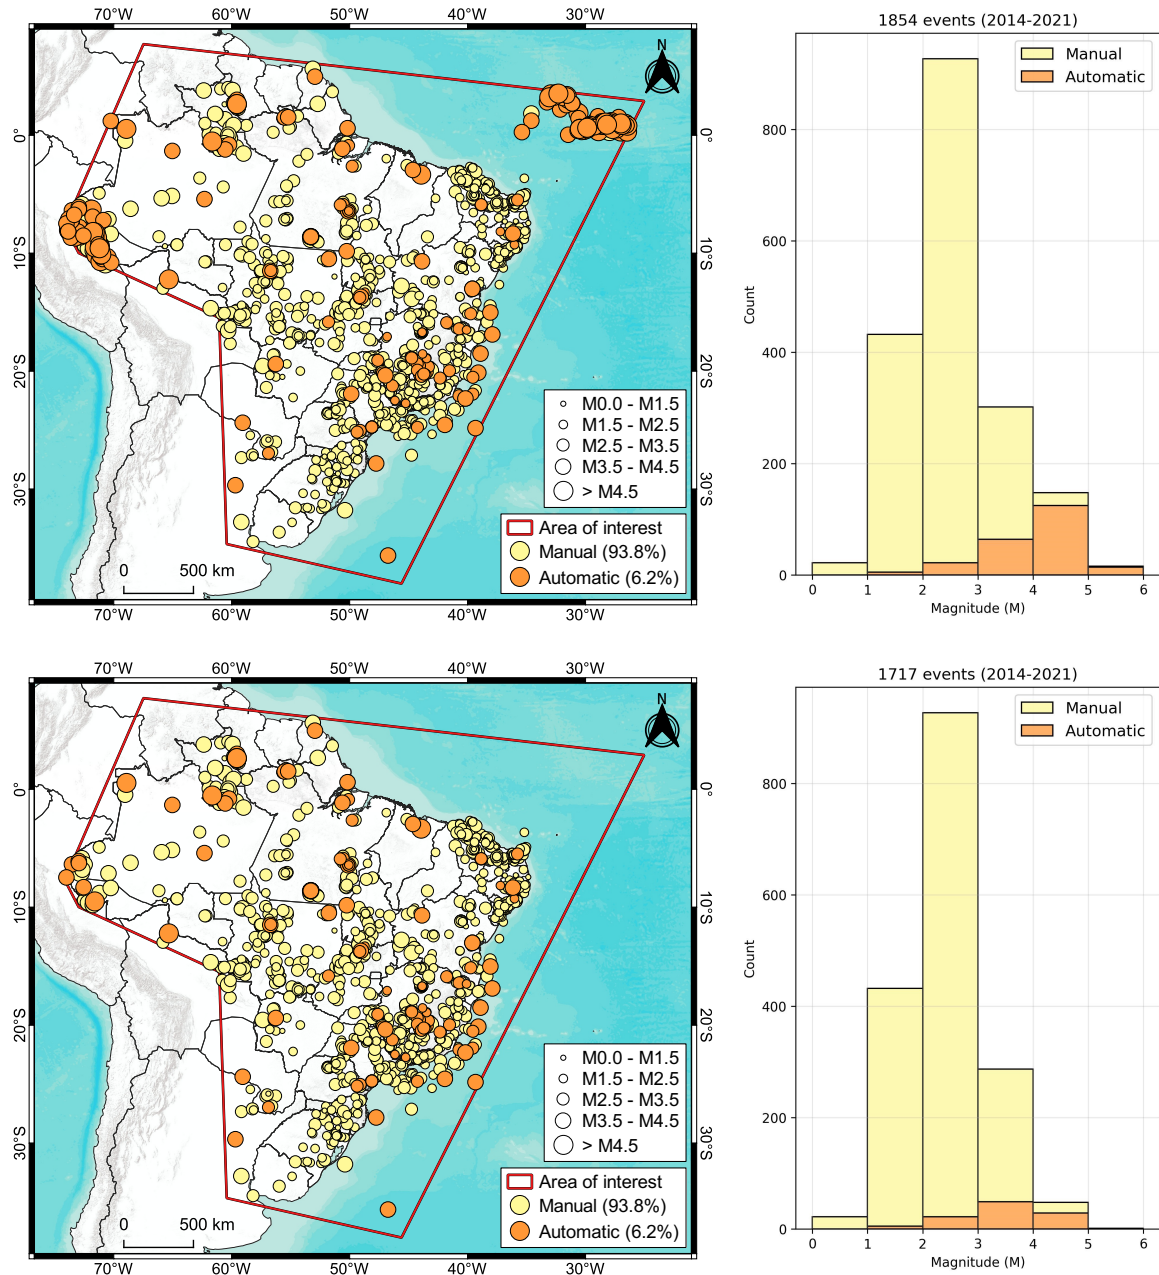 70°W 60°W 50°W 40°W 30°W
N
0° 0°
10°S 10°S
20°S 20°S
30°S 30°S
M0.0 - M1.5
M1.5 - M2.5
M2.5 - M3.5
M3.5 - M4.5
> M4.5
Area of interest
Manual (93.8%)
Automatic (6.2%)
0 500 km
70°W 60°W 50°W 40°W 30°W
1854 events (2014-2021)
Manual
Automatic
Count
800
600
400
200
0
0 1 2 3 4 5 6
Magnitude (M)
70°W 60°W 50°W 40°W 30°W
N
0° 0°
10°S 10°S
20°S 20°S
30°S 30°S
M0.0 - M1.5
M1.5 - M2.5
M2.5 - M3.5
M3.5 - M4.5
> M4.5
Area of interest
Manual (93.8%)
Automatic (6.2%)
0 500 km
70°W 60°W 50°W 40°W 30°W
1717 events (2014-2021)
Manual
Automatic
Count
800
600
400
200
0
0 1 2 3 4 5 6
Magnitude (M)